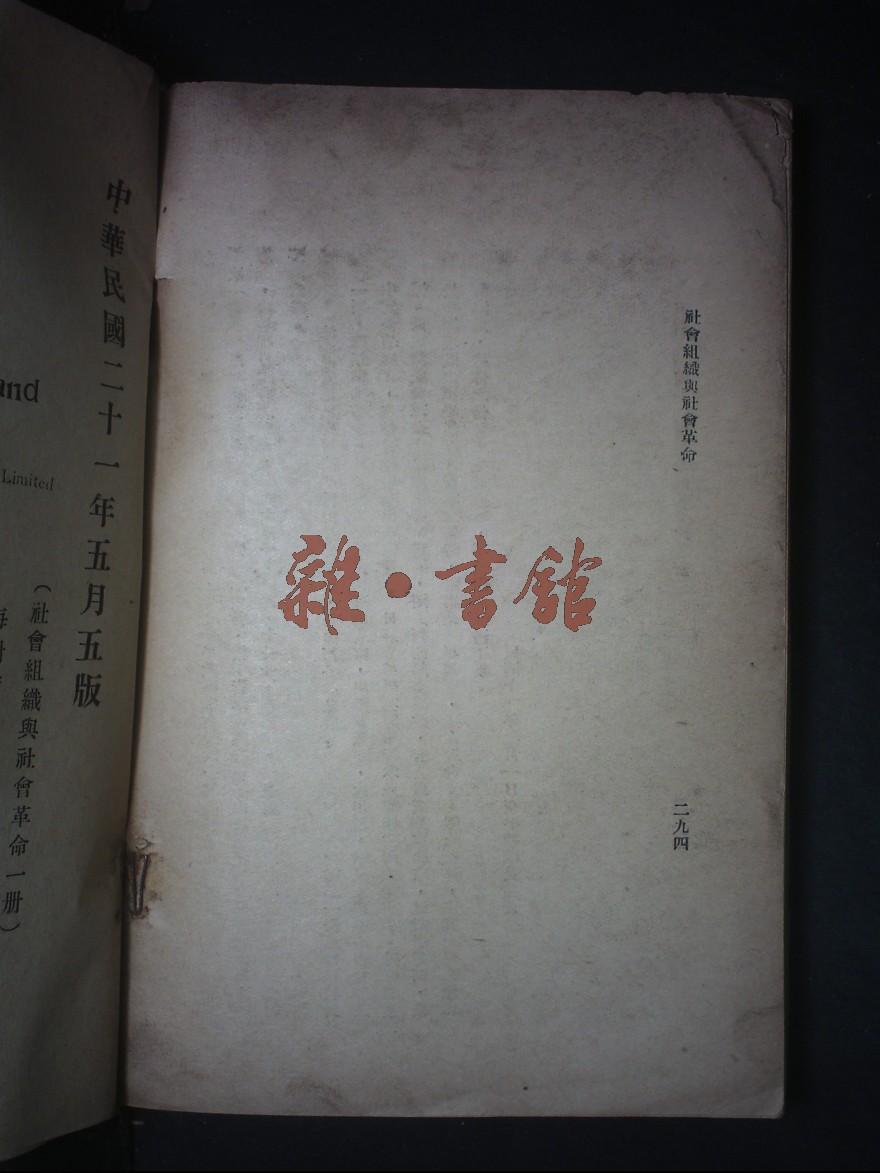 社會組織與社會革命
二九四
雜·書館
中華民國二十一年五月五版
（社會組織與社會革命一册）
and
Limited